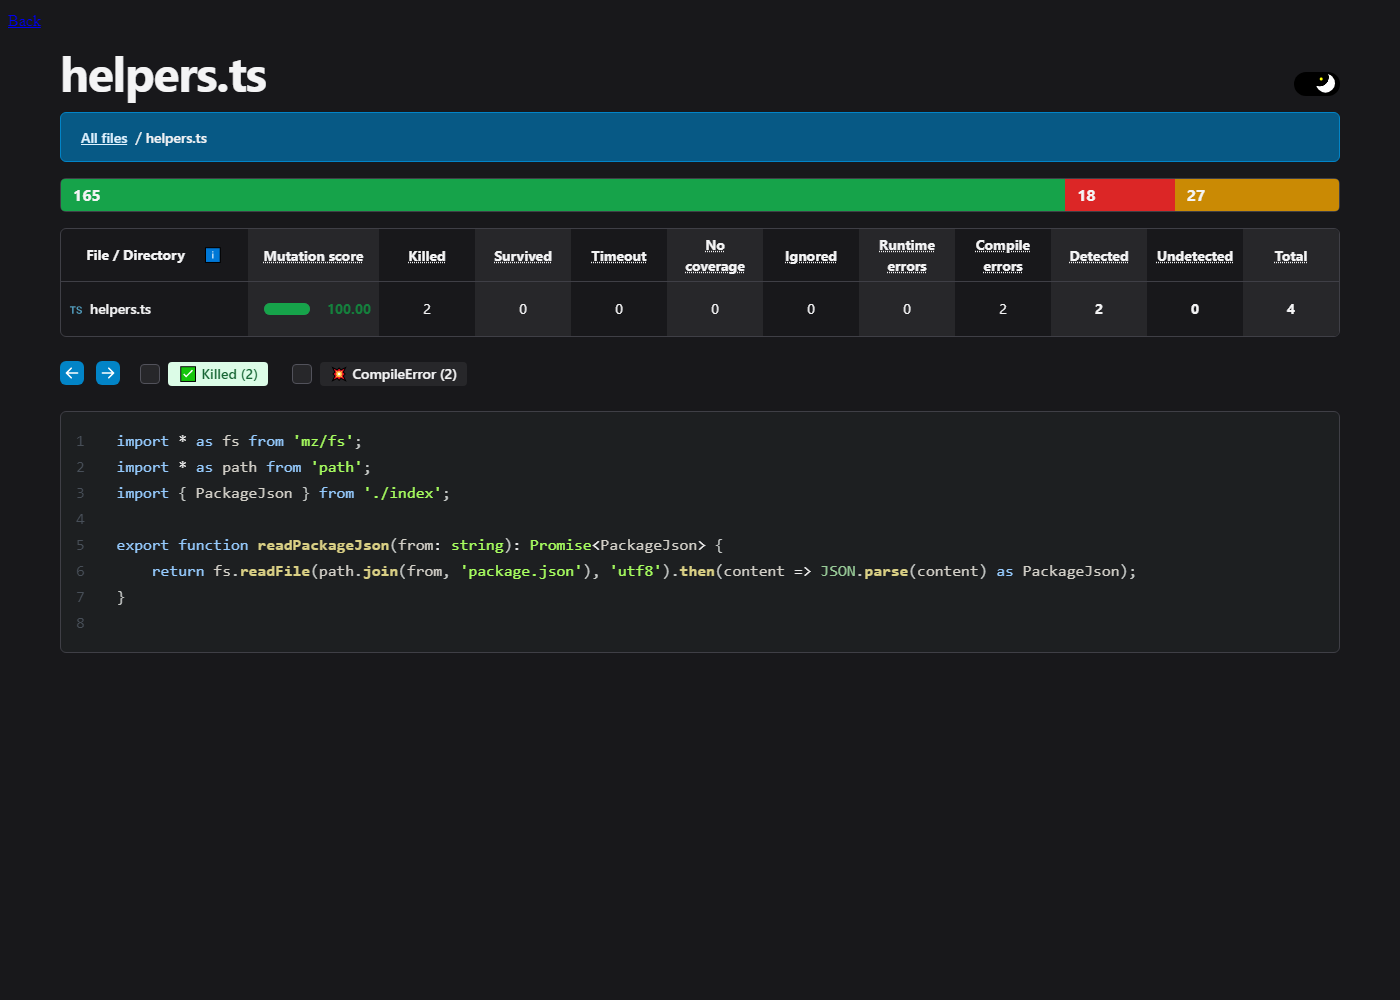 Back
helpers.ts
All files / helpers.ts
165 18 27
File / Directory i Mutation score Killed Survived Timeout No coverage Ignored Runtime errors Compile errors Detected Undetected Total
TS helpers.ts 100.00 2 0 0 0 0 0 2 2 0 4
Killed (2) CompileError (2)
1 import * as fs from 'mz/fs';
2 import * as path from 'path';
3 import { PackageJson } from './index';
4
5 export function readPackageJson(from: string): Promise<PackageJson> {
6     return fs.readFile(path.join(from, 'package.json'), 'utf8').then(content => JSON.parse(content) as PackageJson);
7 }
8